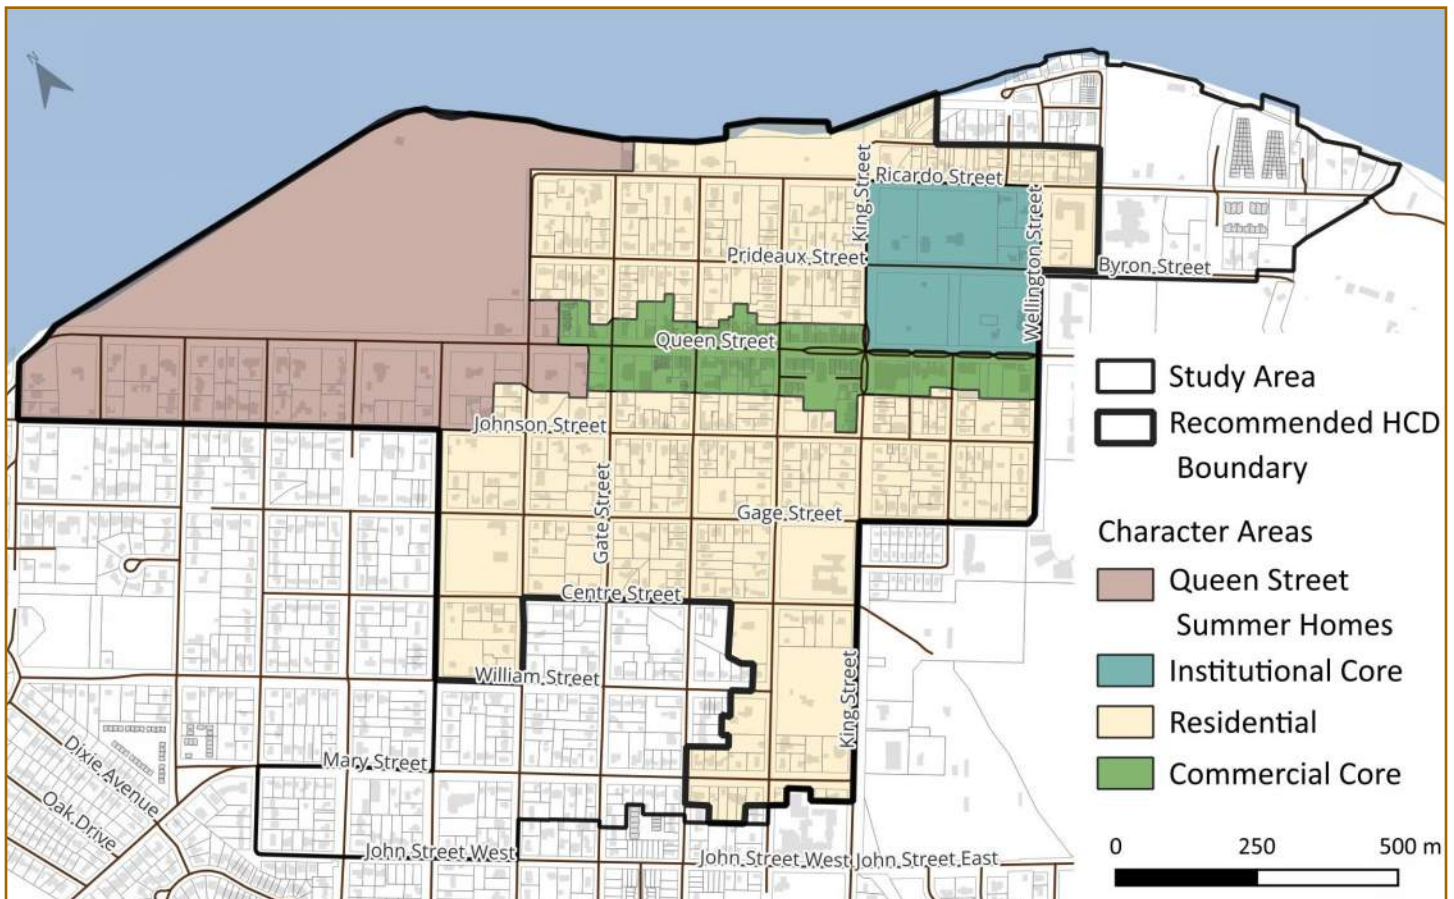 N
King Street
Ricardo Street
Wellington Street
Prideaux Street
Byron Street
Queen Street
Johnson Street
Gate Street
Gage Street
Centre Street
William Street
King Street
Mary Street
Dixie Avenue
Oak Drive
John Street West
John Street West
John Street East
Study Area
Recommended HCD
Boundary
Character Areas
Queen Street
Summer Homes
Institutional Core
Residential
Commercial Core
0 250 500 m